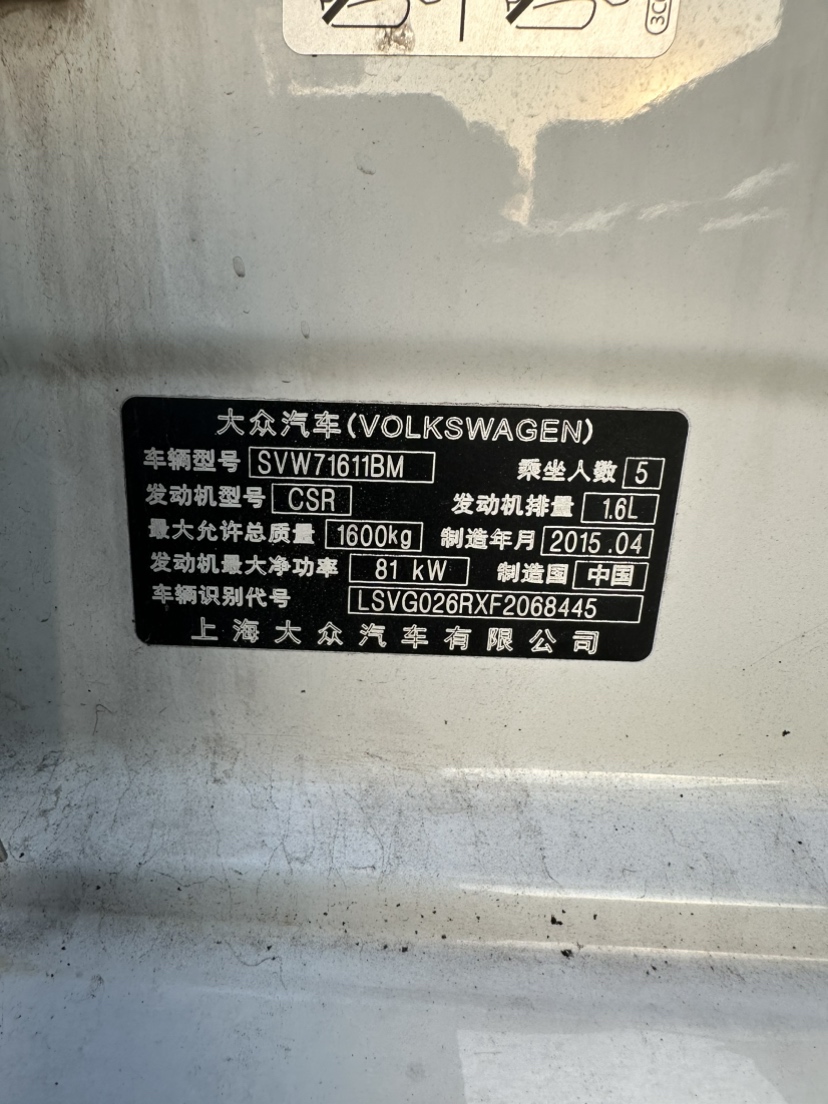 3C
大众汽车(VOLKSWAGEN)
车辆型号 SVW71611BM 乘坐人数 5
发动机型号 CSR 发动机排量 1.6L
最大允许总质量 1600kg 制造年月 2015.04
发动机最大净功率 81 kW 制造国 中国
车辆识别代号 LSVG026RXF2068445
上海大众汽车有限公司